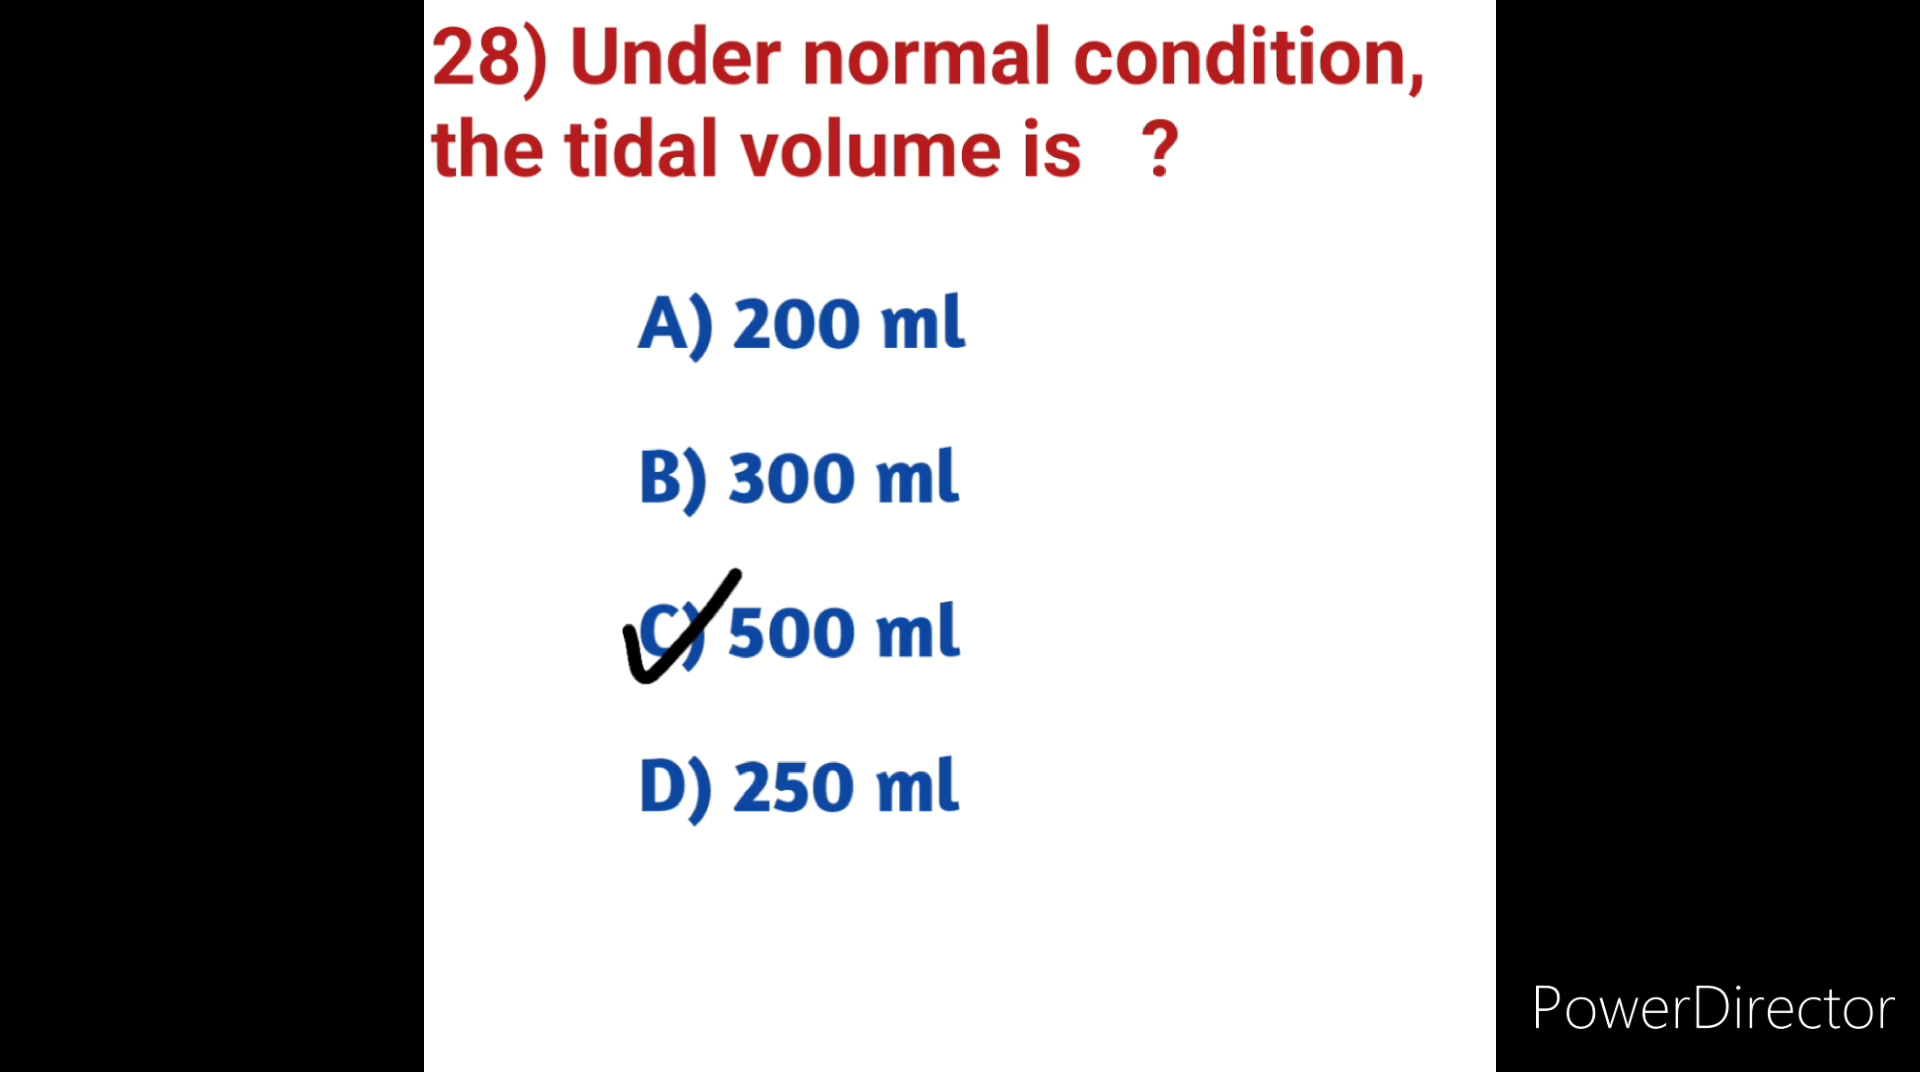 28) Under normal condition,
the tidal volume is ?
A) 200 ml
B) 300 ml
C) 500 ml
D) 250 ml
PowerDirector